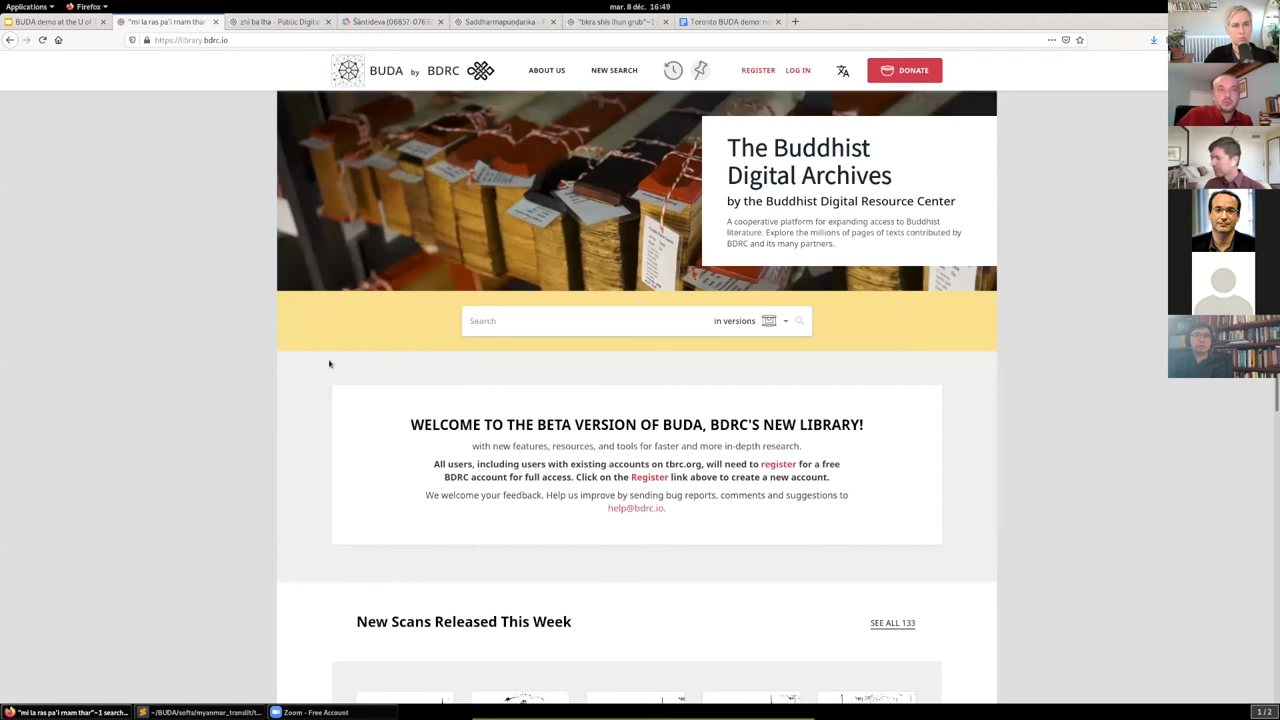 Applications
Firefox
mar. 8 déc. 16:49
BUDA demo at the U of T
"mi la ras pa'i rnam thar"
zhi ba lha - Public Digital
Śāntideva (0685?-0763?
Saddharmapuṇḍarīka - P
"bkra shis lhun grub"~1
Toronto BUDA demo: no
https://library.bdrc.io
BUDA by BDRC
ABOUT US
NEW SEARCH
REGISTER
LOG IN
DONATE
The Buddhist
Digital Archives
by the Buddhist Digital Resource Center
A cooperative platform for expanding access to Buddhist
literature. Explore the millions of pages of texts contributed by
BDRC and its many partners.
Search
in versions
WELCOME TO THE BETA VERSION OF BUDA, BDRC'S NEW LIBRARY!
with new features, resources, and tools for faster and more in-depth research.
All users, including users with existing accounts on tbrc.org, will need to register for a free
BDRC account for full access. Click on the Register link above to create a new account.
We welcome your feedback. Help us improve by sending bug reports, comments and suggestions to
help@bdrc.io.
New Scans Released This Week
SEE ALL 133
"mi la ras pa'i rnam thar"~1 search...
~/BUDA/softs/myanmar_translit/t...
Zoom - Free Account
1 / 2